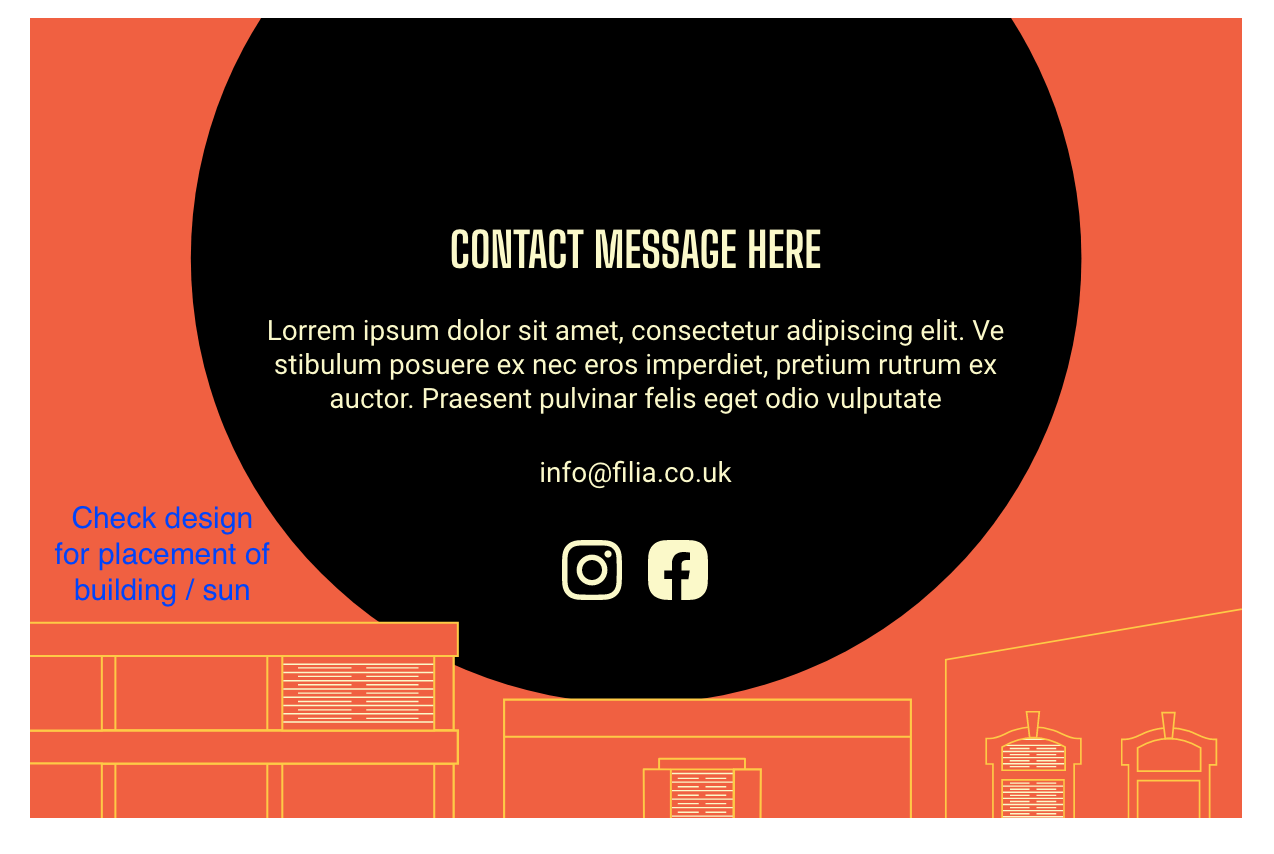 CONTACT MESSAGE HERE
Lorrem ipsum dolor sit amet, consectetur adipiscing elit. Ve
stibulum posuere ex nec eros imperdiet, pretium rutrum ex
auctor. Praesent pulvinar felis eget odio vulputate
info@filia.co.uk
Check design
for placement of
building / sun